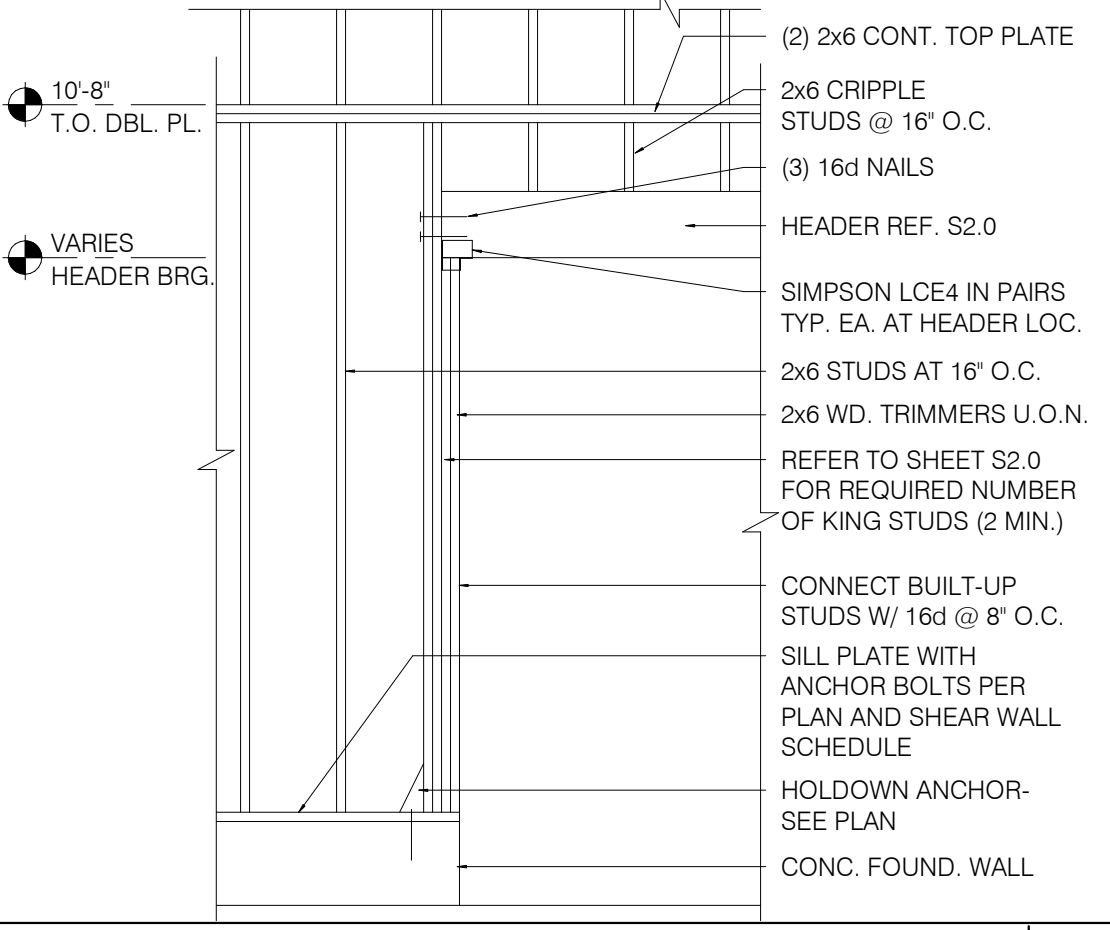 10'-8"
T.O. DBL. PL.
VARIES
HEADER BRG.
(2) 2x6 CONT. TOP PLATE
2x6 CRIPPLE
STUDS @ 16" O.C.
(3) 16d NAILS
HEADER REF. S2.0
SIMPSON LCE4 IN PAIRS
TYP. EA. AT HEADER LOC.
2x6 STUDS AT 16" O.C.
2x6 WD. TRIMMERS U.O.N.
REFER TO SHEET S2.0
FOR REQUIRED NUMBER
OF KING STUDS (2 MIN.)
CONNECT BUILT-UP
STUDS W/ 16d @ 8" O.C.
SILL PLATE WITH
ANCHOR BOLTS PER
PLAN AND SHEAR WALL
SCHEDULE
HOLDOWN ANCHOR-
SEE PLAN
CONC. FOUND. WALL